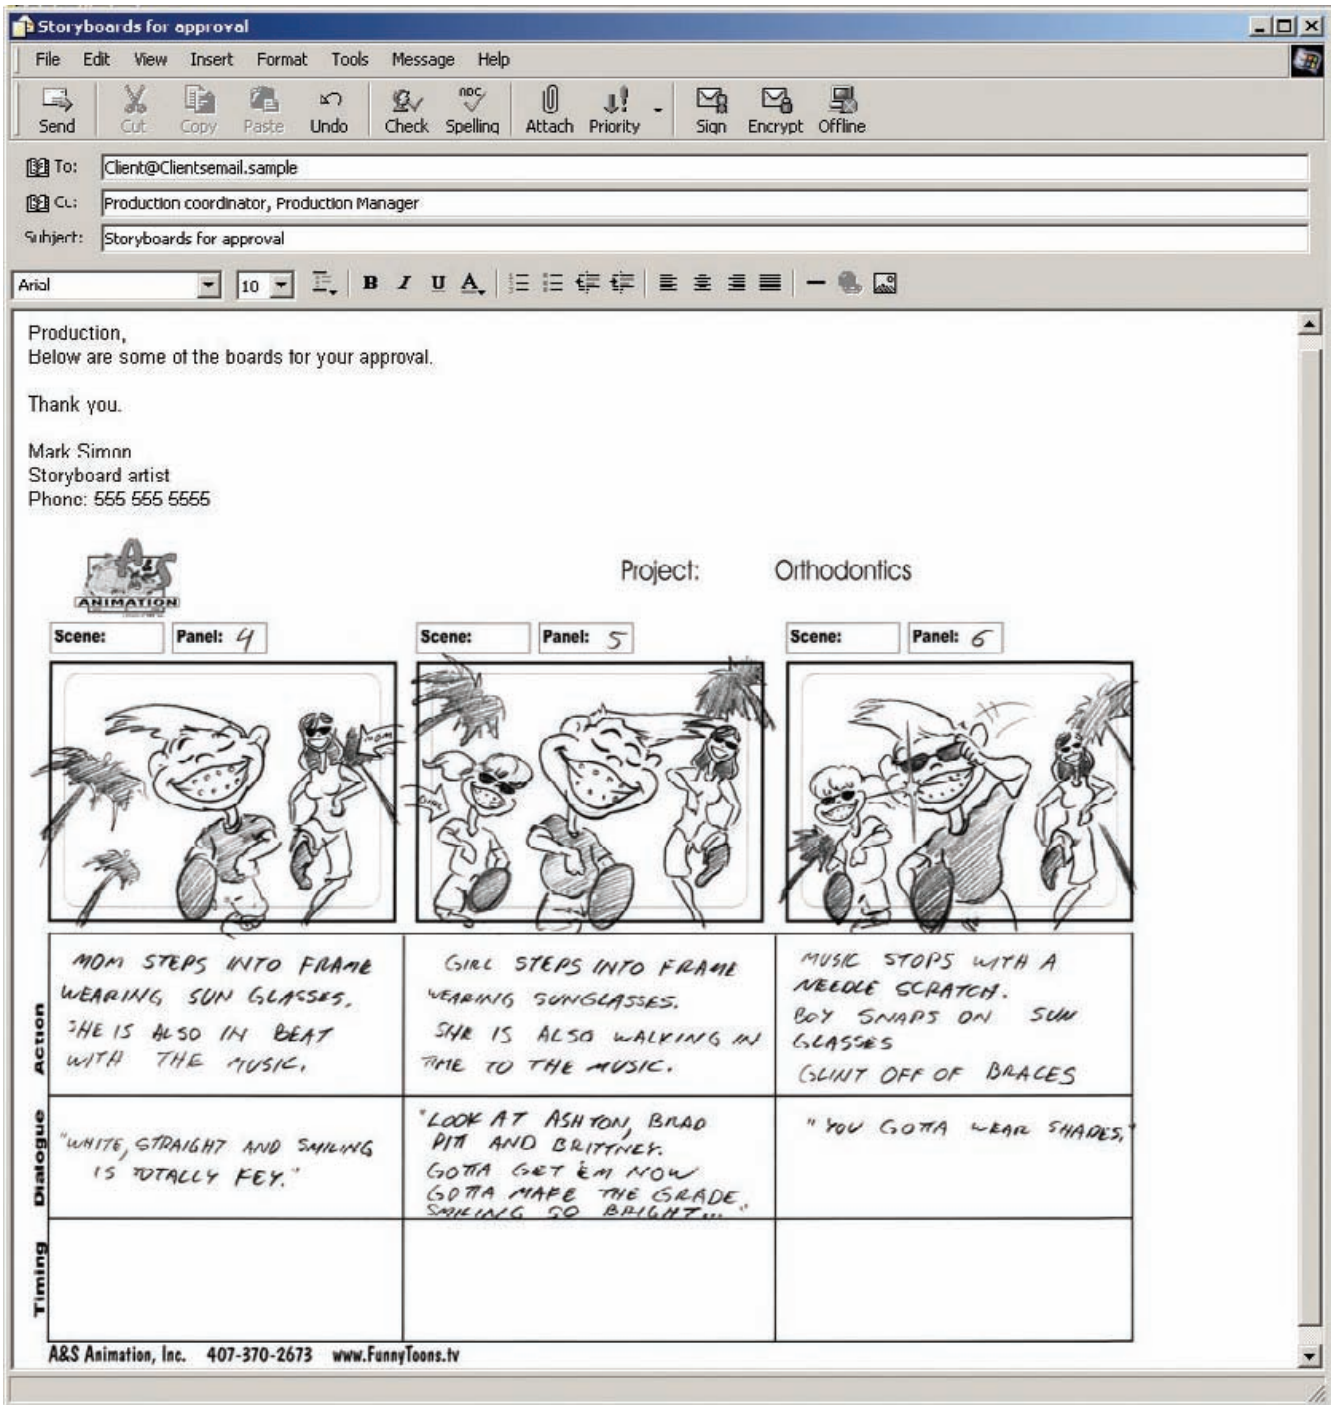 Storyboards for approval
File Edit View Insert Format Tools Message Help
Send Cut Copy Paste Undo Check Spelling Attach Priority Sign Encrypt Offline
To: Client@Clientsemail.sample
Cc: Production coordinator, Production Manager
Subject: Storyboards for approval
Arial 10 B I U A
Production,
Below are some of the boards for your approval.
Thank you.
Mark Simon
Storyboard artist
Phone: 555 555 5555
A&S
ANIMATION
Project: Orthodontics
Scene: Panel: 4
Scene: Panel: 5
Scene: Panel: 6
MOM
GIRL
Action
MOM STEPS INTO FRAME
WEARING SUN GLASSES.
SHE IS ALSO IN BEAT
WITH THE MUSIC.
GIRL STEPS INTO FRAME
WEARING SUNGLASSES.
SHE IS ALSO WALKING IN
TIME TO THE MUSIC.
MUSIC STOPS WITH A
NEEDLE SCRATCH.
BOY SNAPS ON SUN
GLASSES
GLINT OFF OF BRACES
Dialogue
"WHITE, STRAIGHT AND SMILING
IS TOTALLY KEY."
"LOOK AT ASHTON, BRAD
PITT AND BRITTNEY.
GOTTA GET 'EM NOW
GOTTA MAKE THE GRADE.
SMILING SO BRIGHT..."
"YOU GOTTA WEAR SHADES."
Timing
A&S Animation, Inc. 407-370-2673 www.FunnyToons.tv